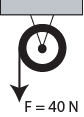 F = 40 N